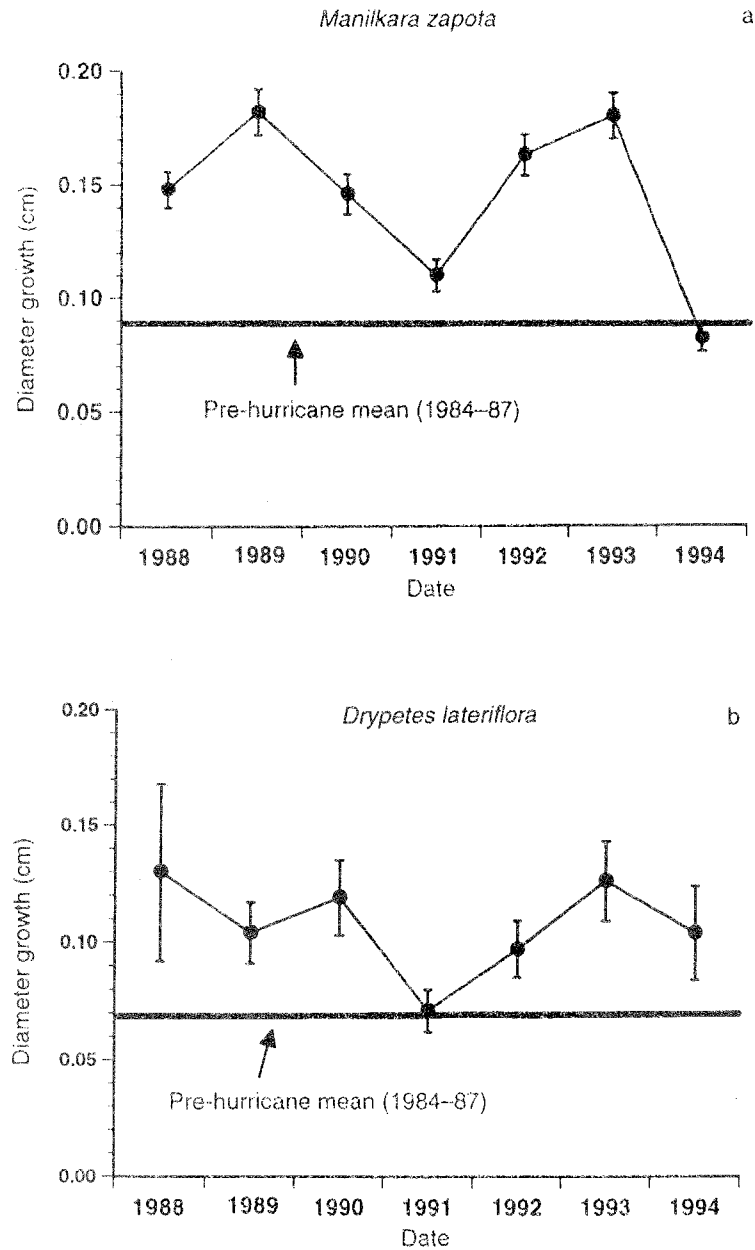 Manilkara zapota a
0.20
0.15
0.10
0.05
0.00
Diameter growth (cm)
Pre-hurricane mean (1984–87)
1988 1989 1990 1991 1992 1993 1994
Date
Drypetes lateriflora b
0.20
0.15
0.10
0.05
0.00
Diameter growth (cm)
Pre-hurricane mean (1984–87)
1988 1989 1990 1991 1992 1993 1994
Date